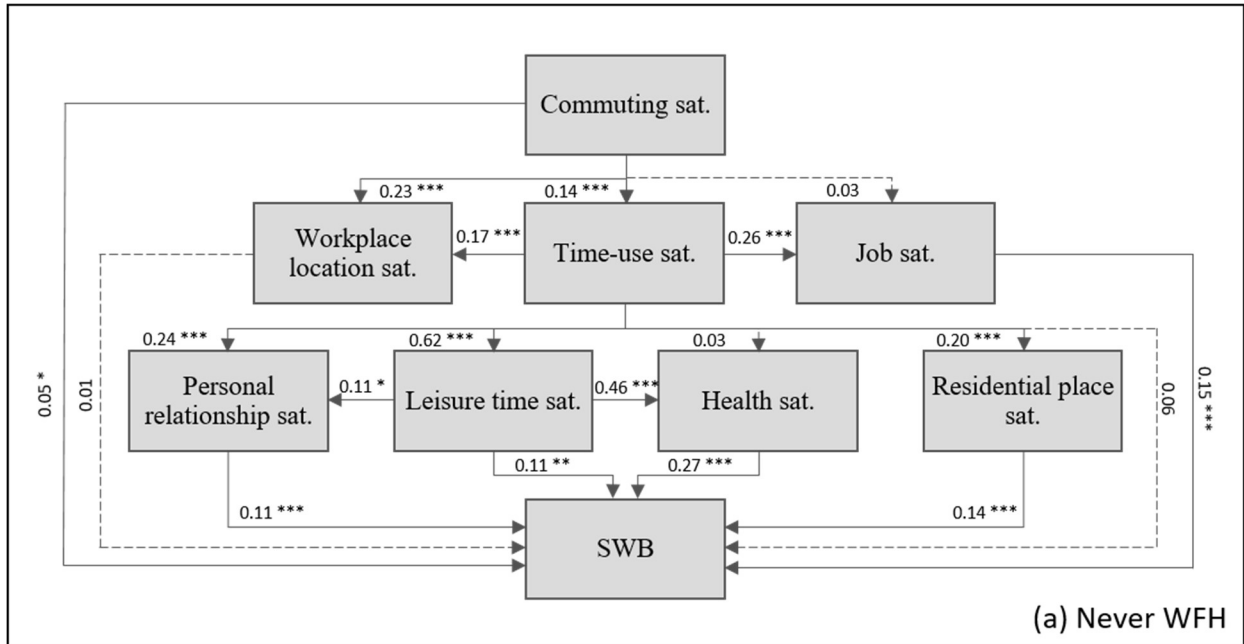 Commuting sat.
0.23 ***
0.14 ***
0.03
Workplace
location sat.
0.17 ***
Time-use sat.
0.26 ***
Job sat.
0.24 ***
0.62 ***
0.03
0.20 ***
Personal
relationship sat.
0.11 *
Leisure time sat.
0.46 ***
Health sat.
Residential place
sat.
0.05 *
0.01
0.06
0.15 ***
0.11 **
0.27 ***
0.11 ***
0.14 ***
SWB
(a) Never WFH